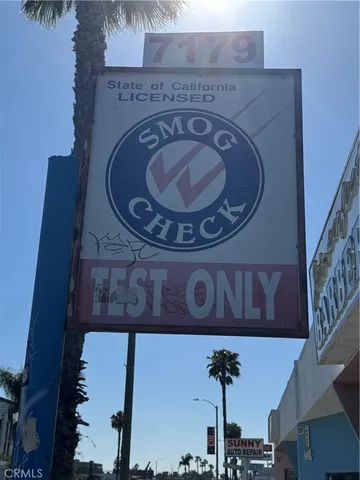 7179
State of California
LICENSED
SMOG
CHECK
TEST ONLY
SUNNY
AUTO REPAIR
CRMLS